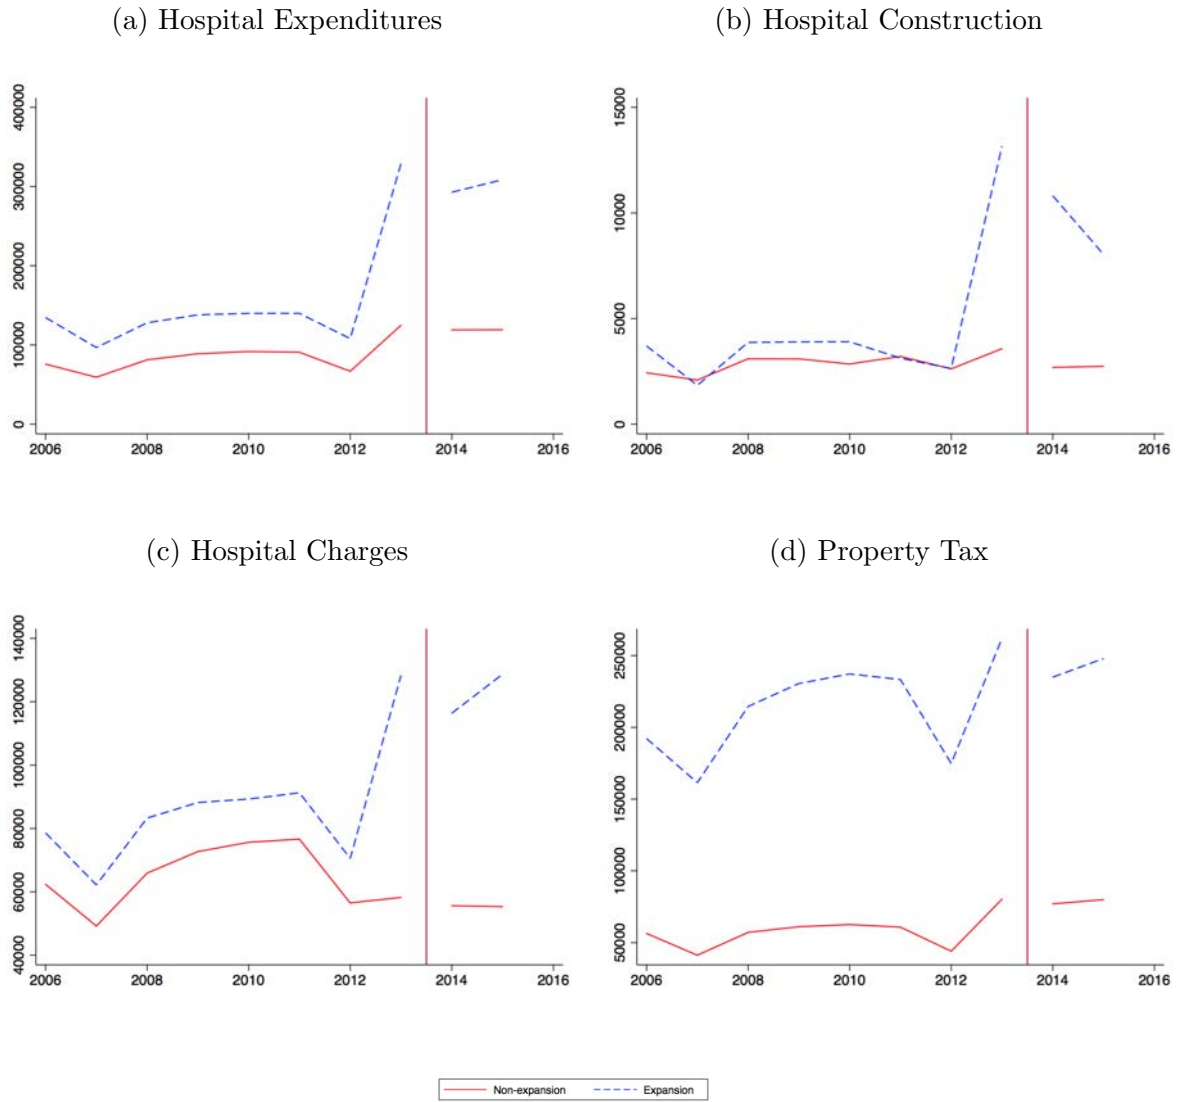 (a) Hospital Expenditures
400000
300000
200000
100000
0
2006 2008 2010 2012 2014 2016
(b) Hospital Construction
15000
10000
5000
0
2006 2008 2010 2012 2014 2016
(c) Hospital Charges
140000
120000
100000
80000
60000
40000
2006 2008 2010 2012 2014 2016
(d) Property Tax
250000
200000
150000
100000
50000
2006 2008 2010 2012 2014 2016
Non-expansion Expansion